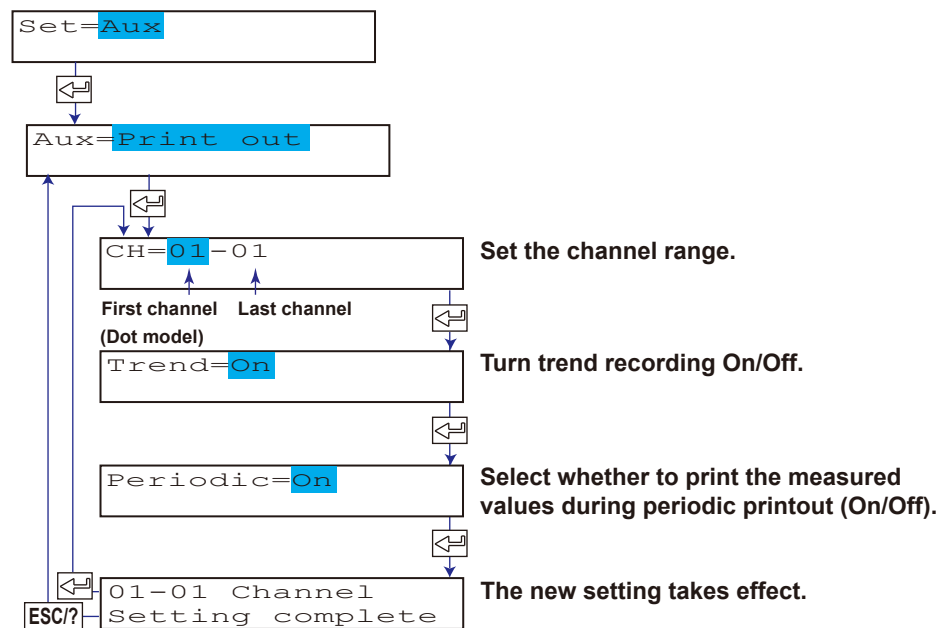 Set=Aux
Aux=Print out
CH=01-01
Set the channel range.
First channel Last channel
(Dot model)
Trend=On
Turn trend recording On/Off.
Periodic=On
Select whether to print the measured
values during periodic printout (On/Off).
01-01 Channel
Setting complete
The new setting takes effect.
ESC/?